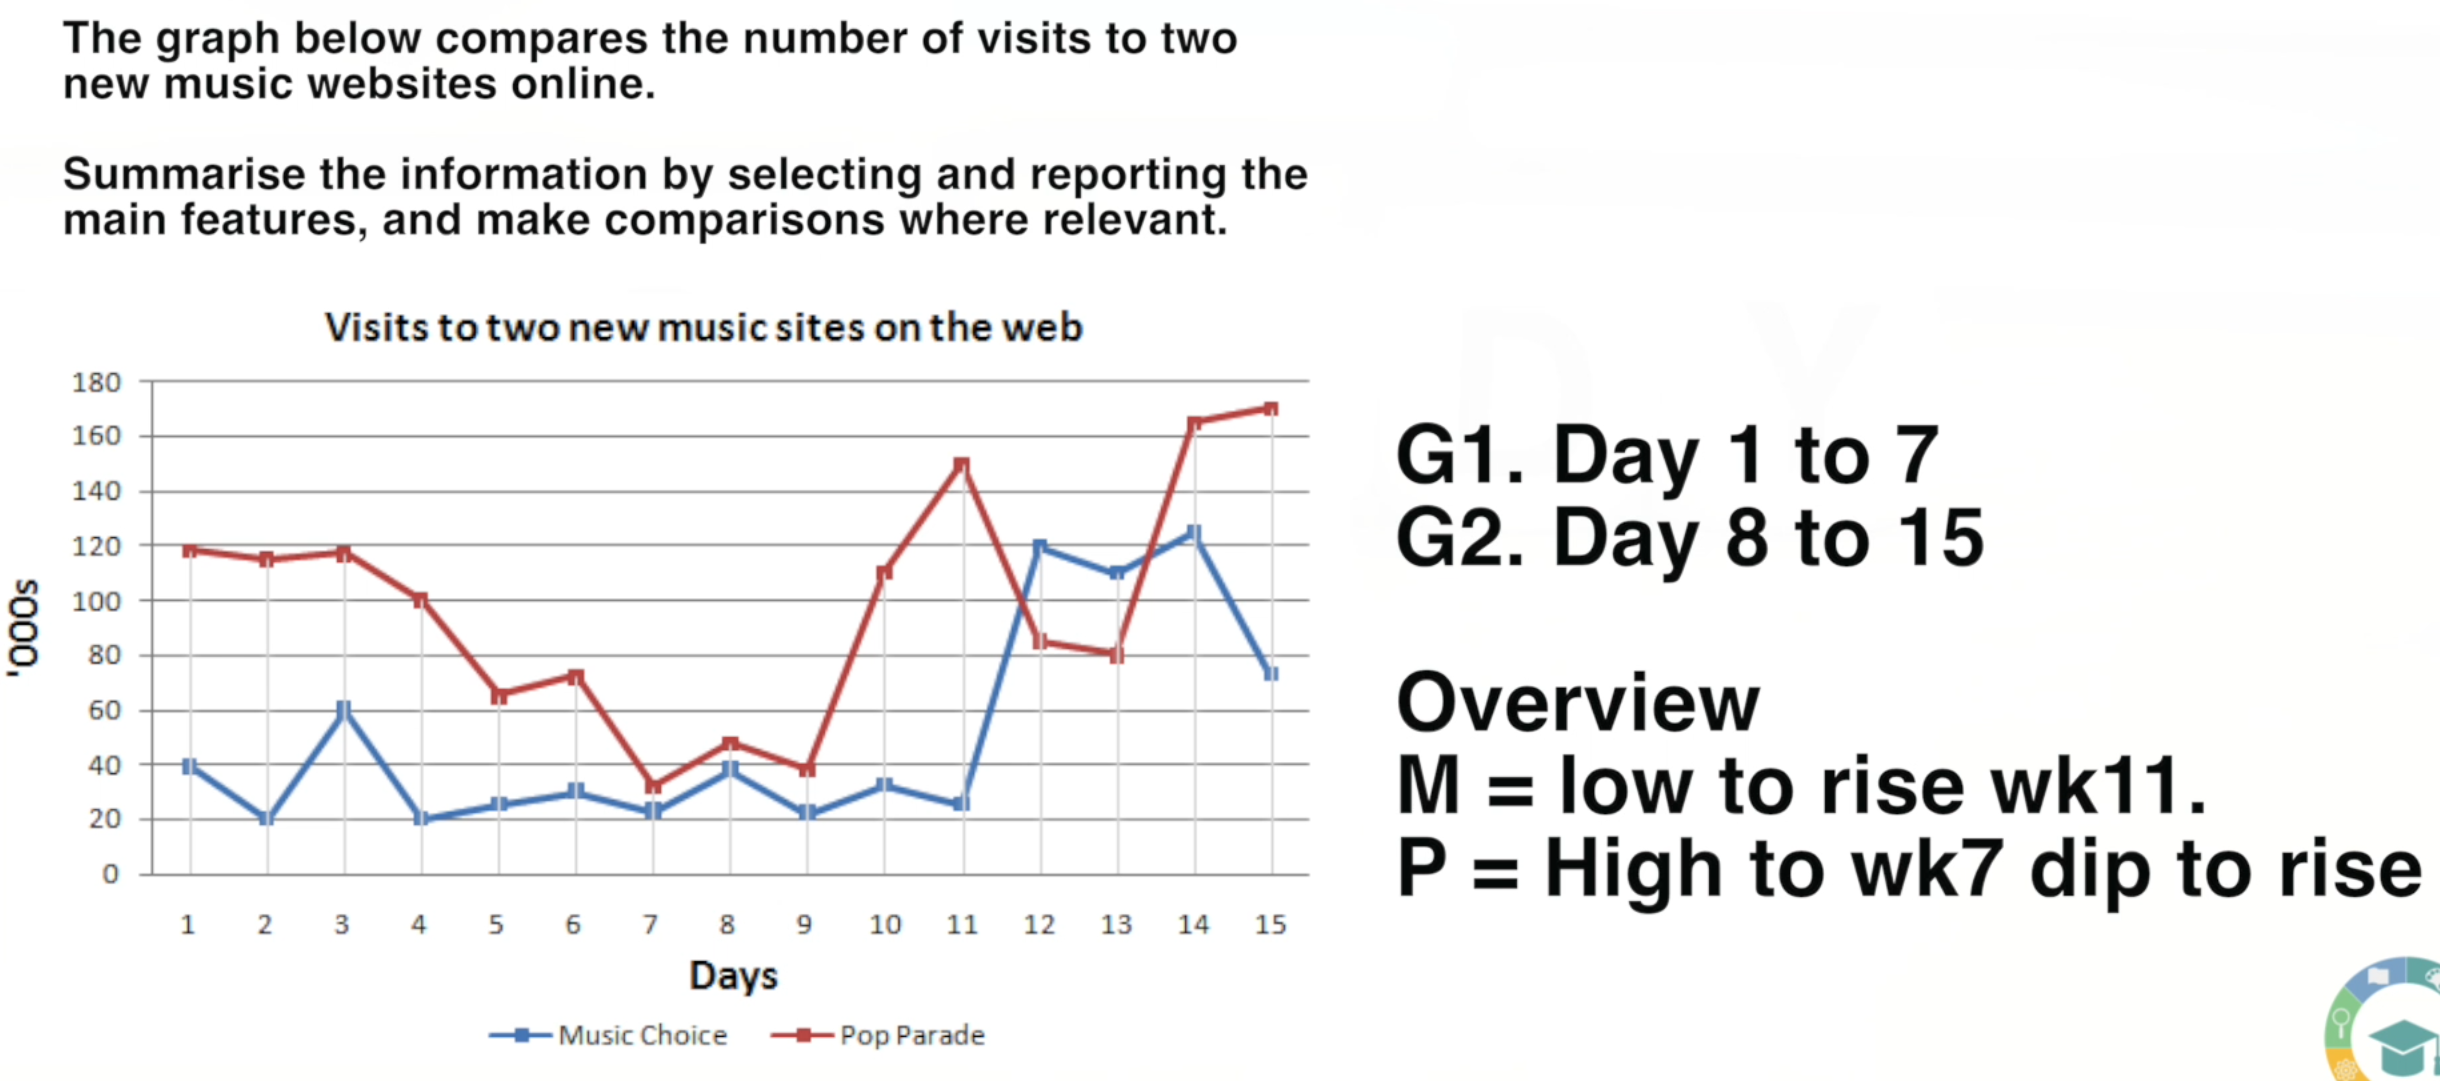 The graph below compares the number of visits to two
new music websites online.
Summarise the information by selecting and reporting the
main features, and make comparisons where relevant.
Visits to two new music sites on the web
180
160
140
120
100
80
60
40
20
0
'000s
1 2 3 4 5 6 7 8 9 10 11 12 13 14 15
Days
Music Choice Pop Parade
G1. Day 1 to 7
G2. Day 8 to 15
Overview
M = low to rise wk11.
P = High to wk7 dip to rise